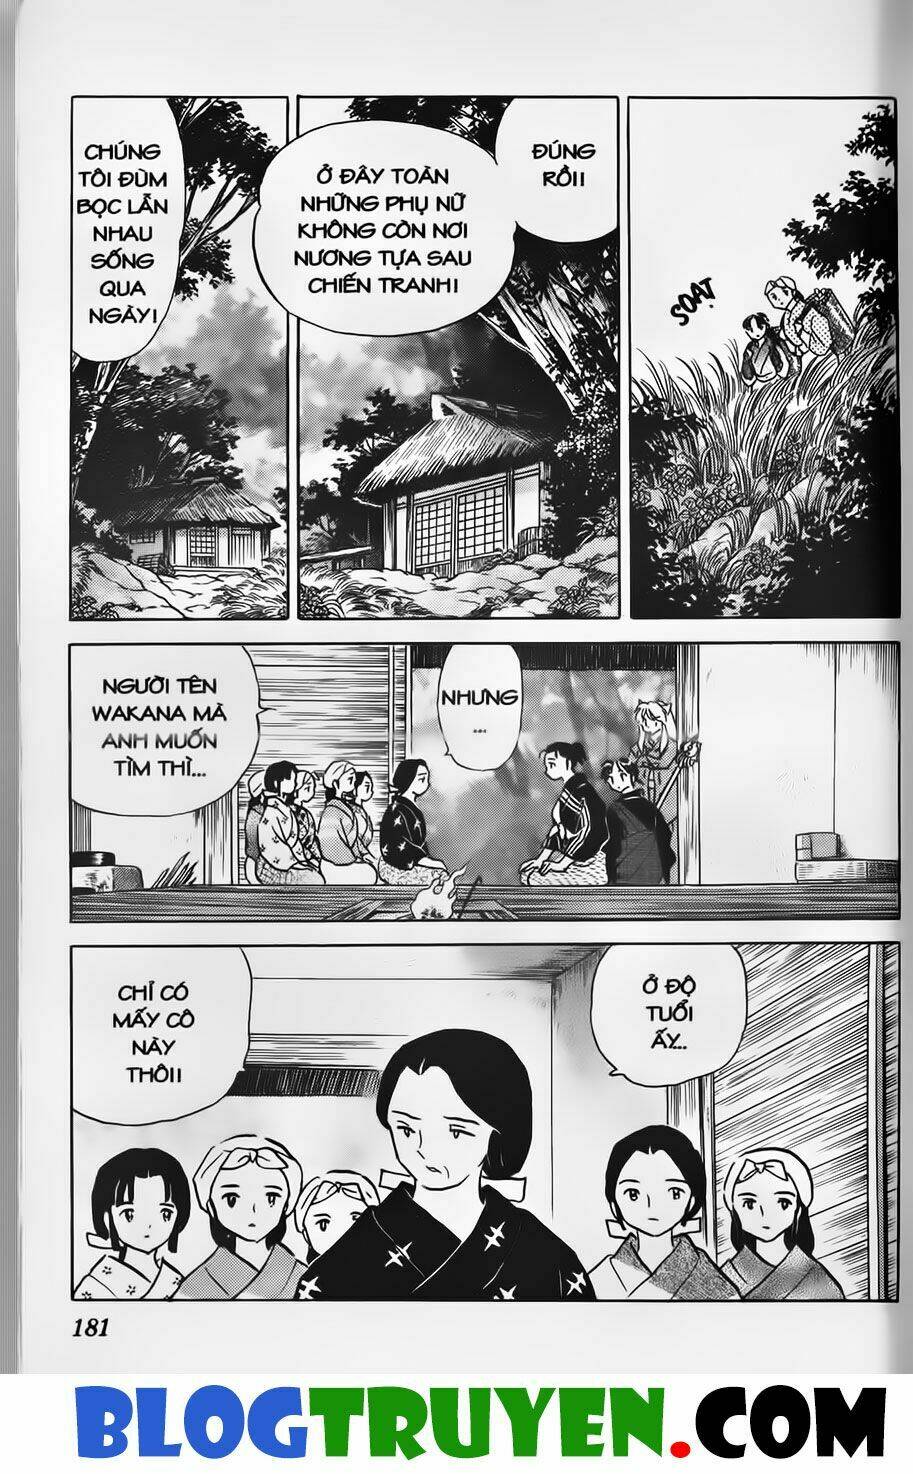 ĐÚNG
RỒI!
Ở ĐÂY TOÀN
NHỮNG PHỤ NỮ
KHÔNG CÒN NƠI
NƯƠNG TỰA SAU
CHIẾN TRANH!
CHÚNG
TÔI ĐÙM
BỌC LẪN
NHAU
SỐNG
QUA
NGÀY!
SOẠT
NGƯỜI TÊN
WAKANA MÀ
ANH MUỐN
TÌM THÌ...
NHƯNG
...
CHỈ CÓ
MẤY CÔ
NÀY
THÔI!
Ở ĐỘ
TUỔI
ẤY...
181
BLOGTRUYEN.COM